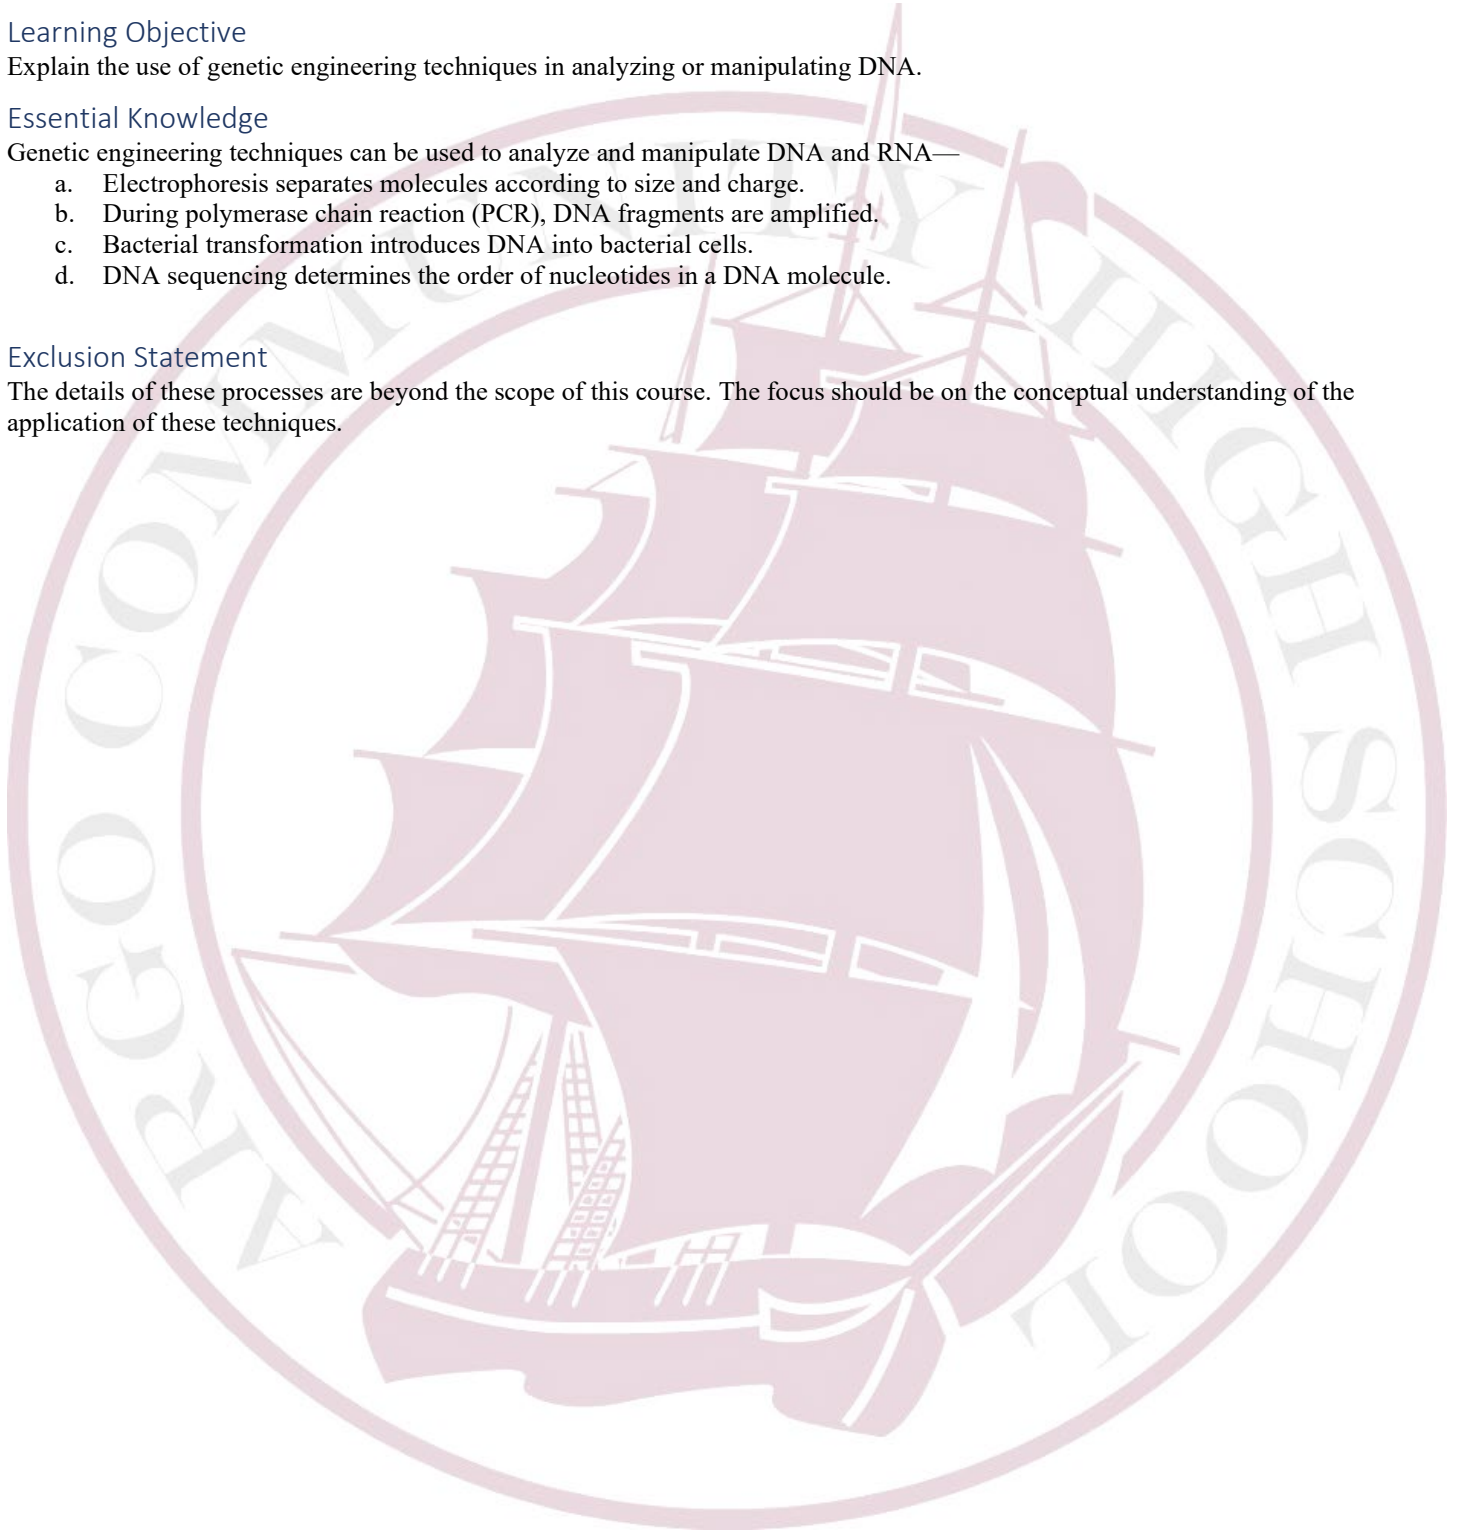 Learning Objective
Explain the use of genetic engineering techniques in analyzing or manipulating DNA.
Essential Knowledge
Genetic engineering techniques can be used to analyze and manipulate DNA and RNA—
a. Electrophoresis separates molecules according to size and charge.
b. During polymerase chain reaction (PCR), DNA fragments are amplified.
c. Bacterial transformation introduces DNA into bacterial cells.
d. DNA sequencing determines the order of nucleotides in a DNA molecule.
Exclusion Statement
The details of these processes are beyond the scope of this course. The focus should be on the conceptual understanding of the
application of these techniques.
ARGO COMMUNITY HIGH SCHOOL